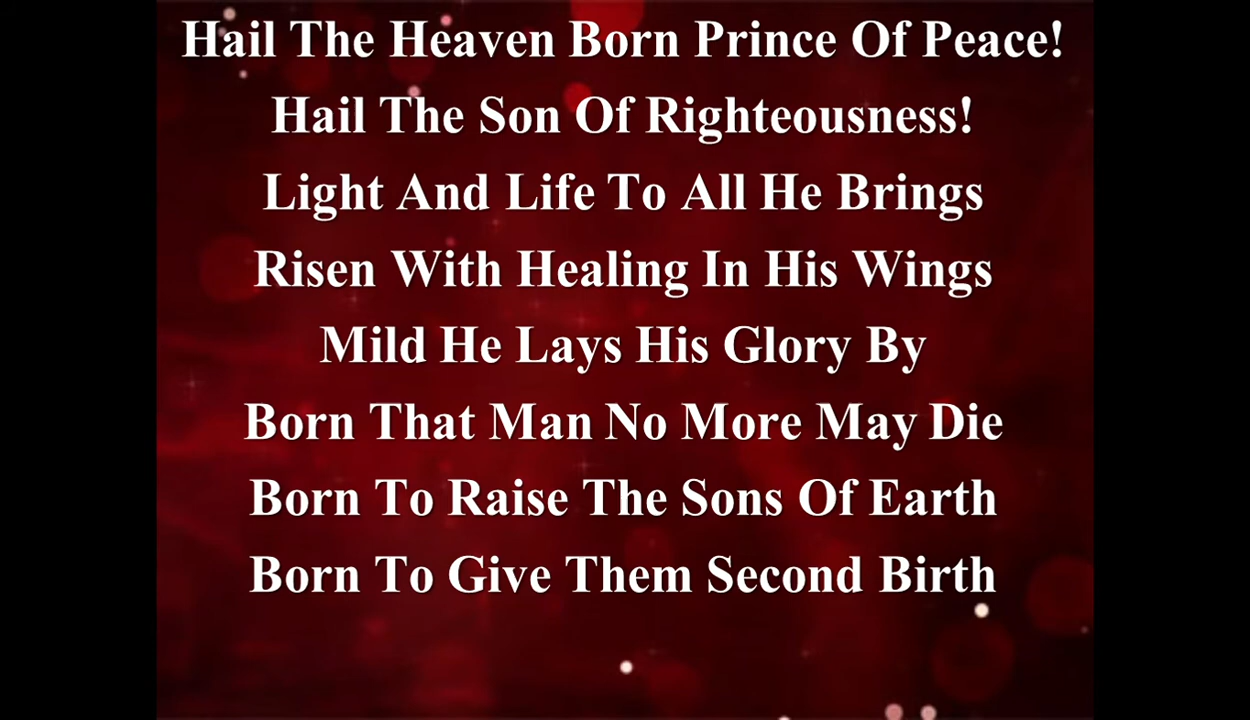 Hail The Heaven Born Prince Of Peace!
Hail The Son Of Righteousness!
Light And Life To All He Brings
Risen With Healing In His Wings
Mild He Lays His Glory By
Born That Man No More May Die
Born To Raise The Sons Of Earth
Born To Give Them Second Birth